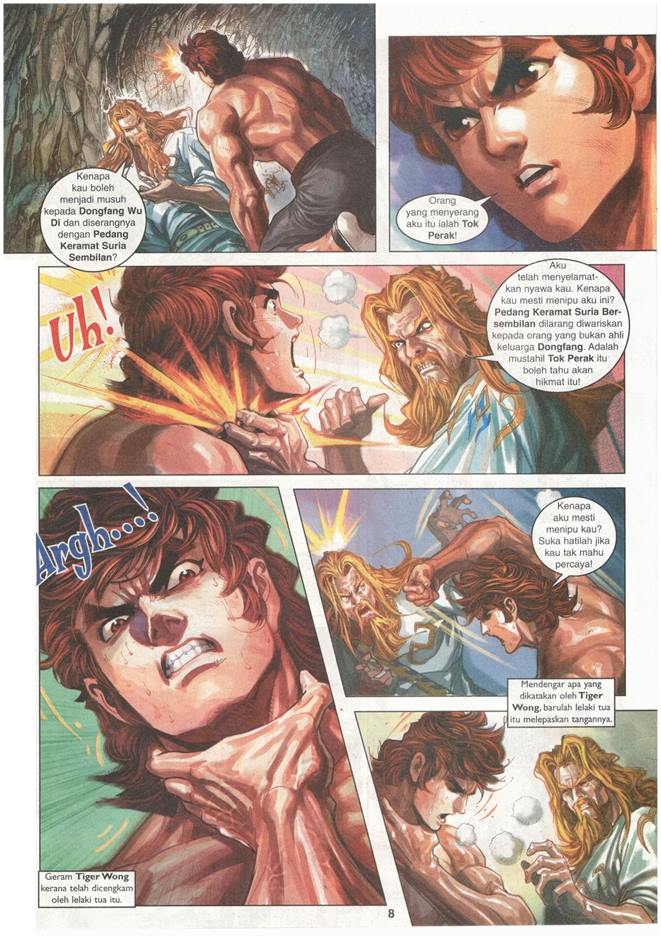 Kenapa
kau boleh
menjadi musuh
kepada Dongfang Wu
Di dan diserangnya
dengan Pedang
Keramat Suria
Sembilan?
Orang
yang menyerang
aku itu ialah Tok
Perak!
Uh!
Aku
telah menyelamat-
kan nyawa kau. Kenapa
kau mesti menipu aku ini?
Pedang Keramat Suria Ber-
sembilan dilarang diwariskan
kepada orang yang bukan ahli
keluarga Dongfang. Adalah
mustahil Tok Perak itu
boleh tahu akan
hikmat itu!
Argh....!
Geram Tiger Wong
kerana telah dicengkam
oleh lelaki tua itu.
Kenapa
aku mesti
menipu kau?
Suka hatilah jika
kau tak mahu
percaya!
Mendengar apa yang
dikatakan oleh Tiger
Wong, barulah lelaki tua
itu melepaskan tangannya.
8